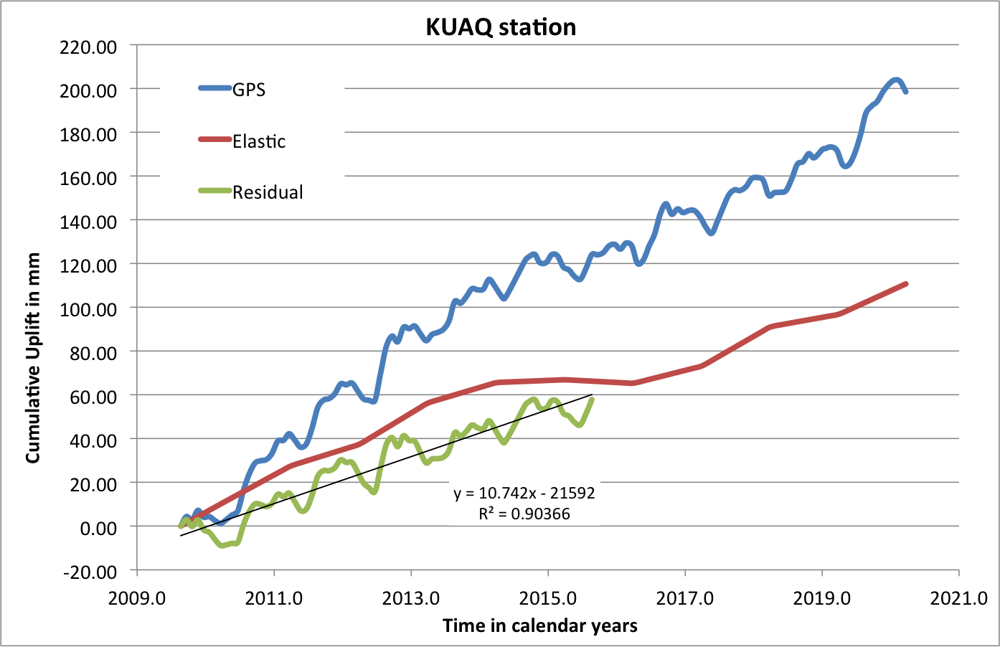 KUAQ station
220.00
200.00
180.00
160.00
140.00
120.00
100.00
80.00
60.00
40.00
20.00
0.00
-20.00
Cumulative Uplift in mm
GPS
Elastic
Residual
y = 10.742x - 21592
R² = 0.90366
2009.0 2011.0 2013.0 2015.0 2017.0 2019.0 2021.0
Time in calendar years